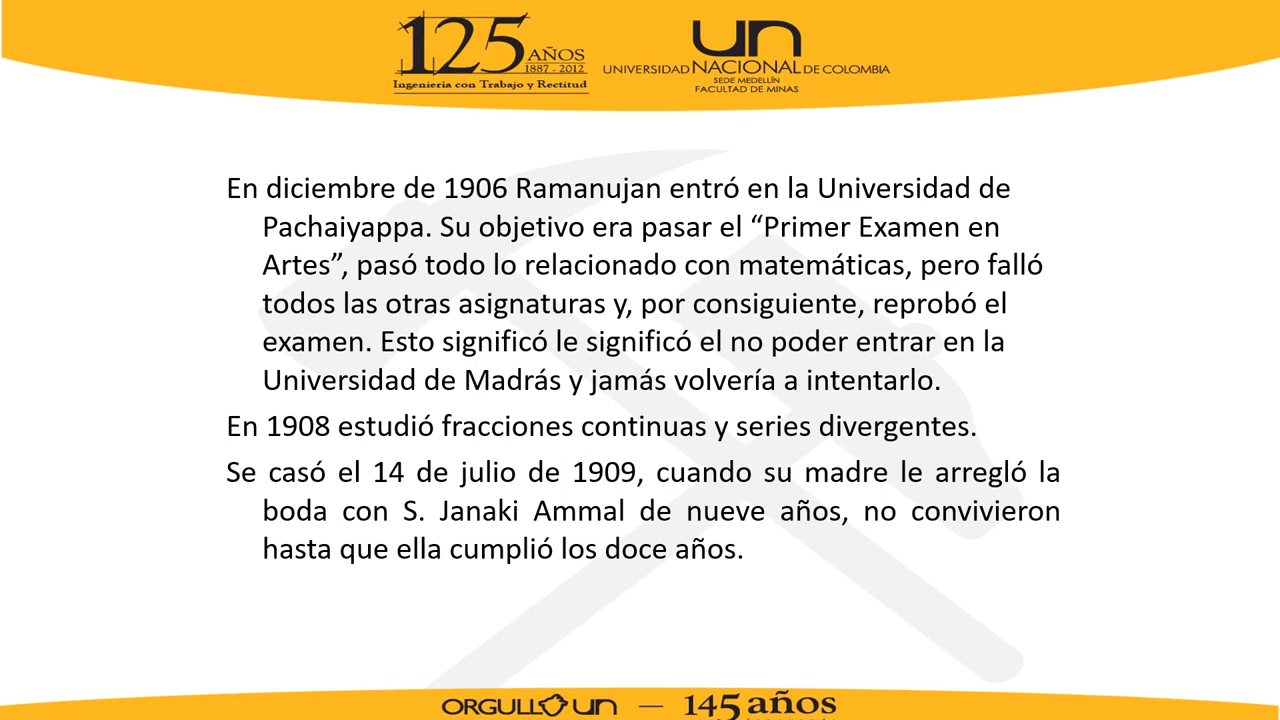 125 AÑOS
1887 - 2012
Ingeniería con Trabajo y Rectitud
un
UNIVERSIDAD NACIONAL DE COLOMBIA
SEDE MEDELLÍN
FACULTAD DE MINAS
En diciembre de 1906 Ramanujan entró en la Universidad de
Pachaiyappa. Su objetivo era pasar el “Primer Examen en
Artes”, pasó todo lo relacionado con matemáticas, pero falló
todos las otras asignaturas y, por consiguiente, reprobó el
examen. Esto significó le significó el no poder entrar en la
Universidad de Madrás y jamás volvería a intentarlo.
En 1908 estudió fracciones continuas y series divergentes.
Se casó el 14 de julio de 1909, cuando su madre le arregló la
boda con S. Janaki Ammal de nueve años, no convivieron
hasta que ella cumplió los doce años.
ORGULLO un — 145 años